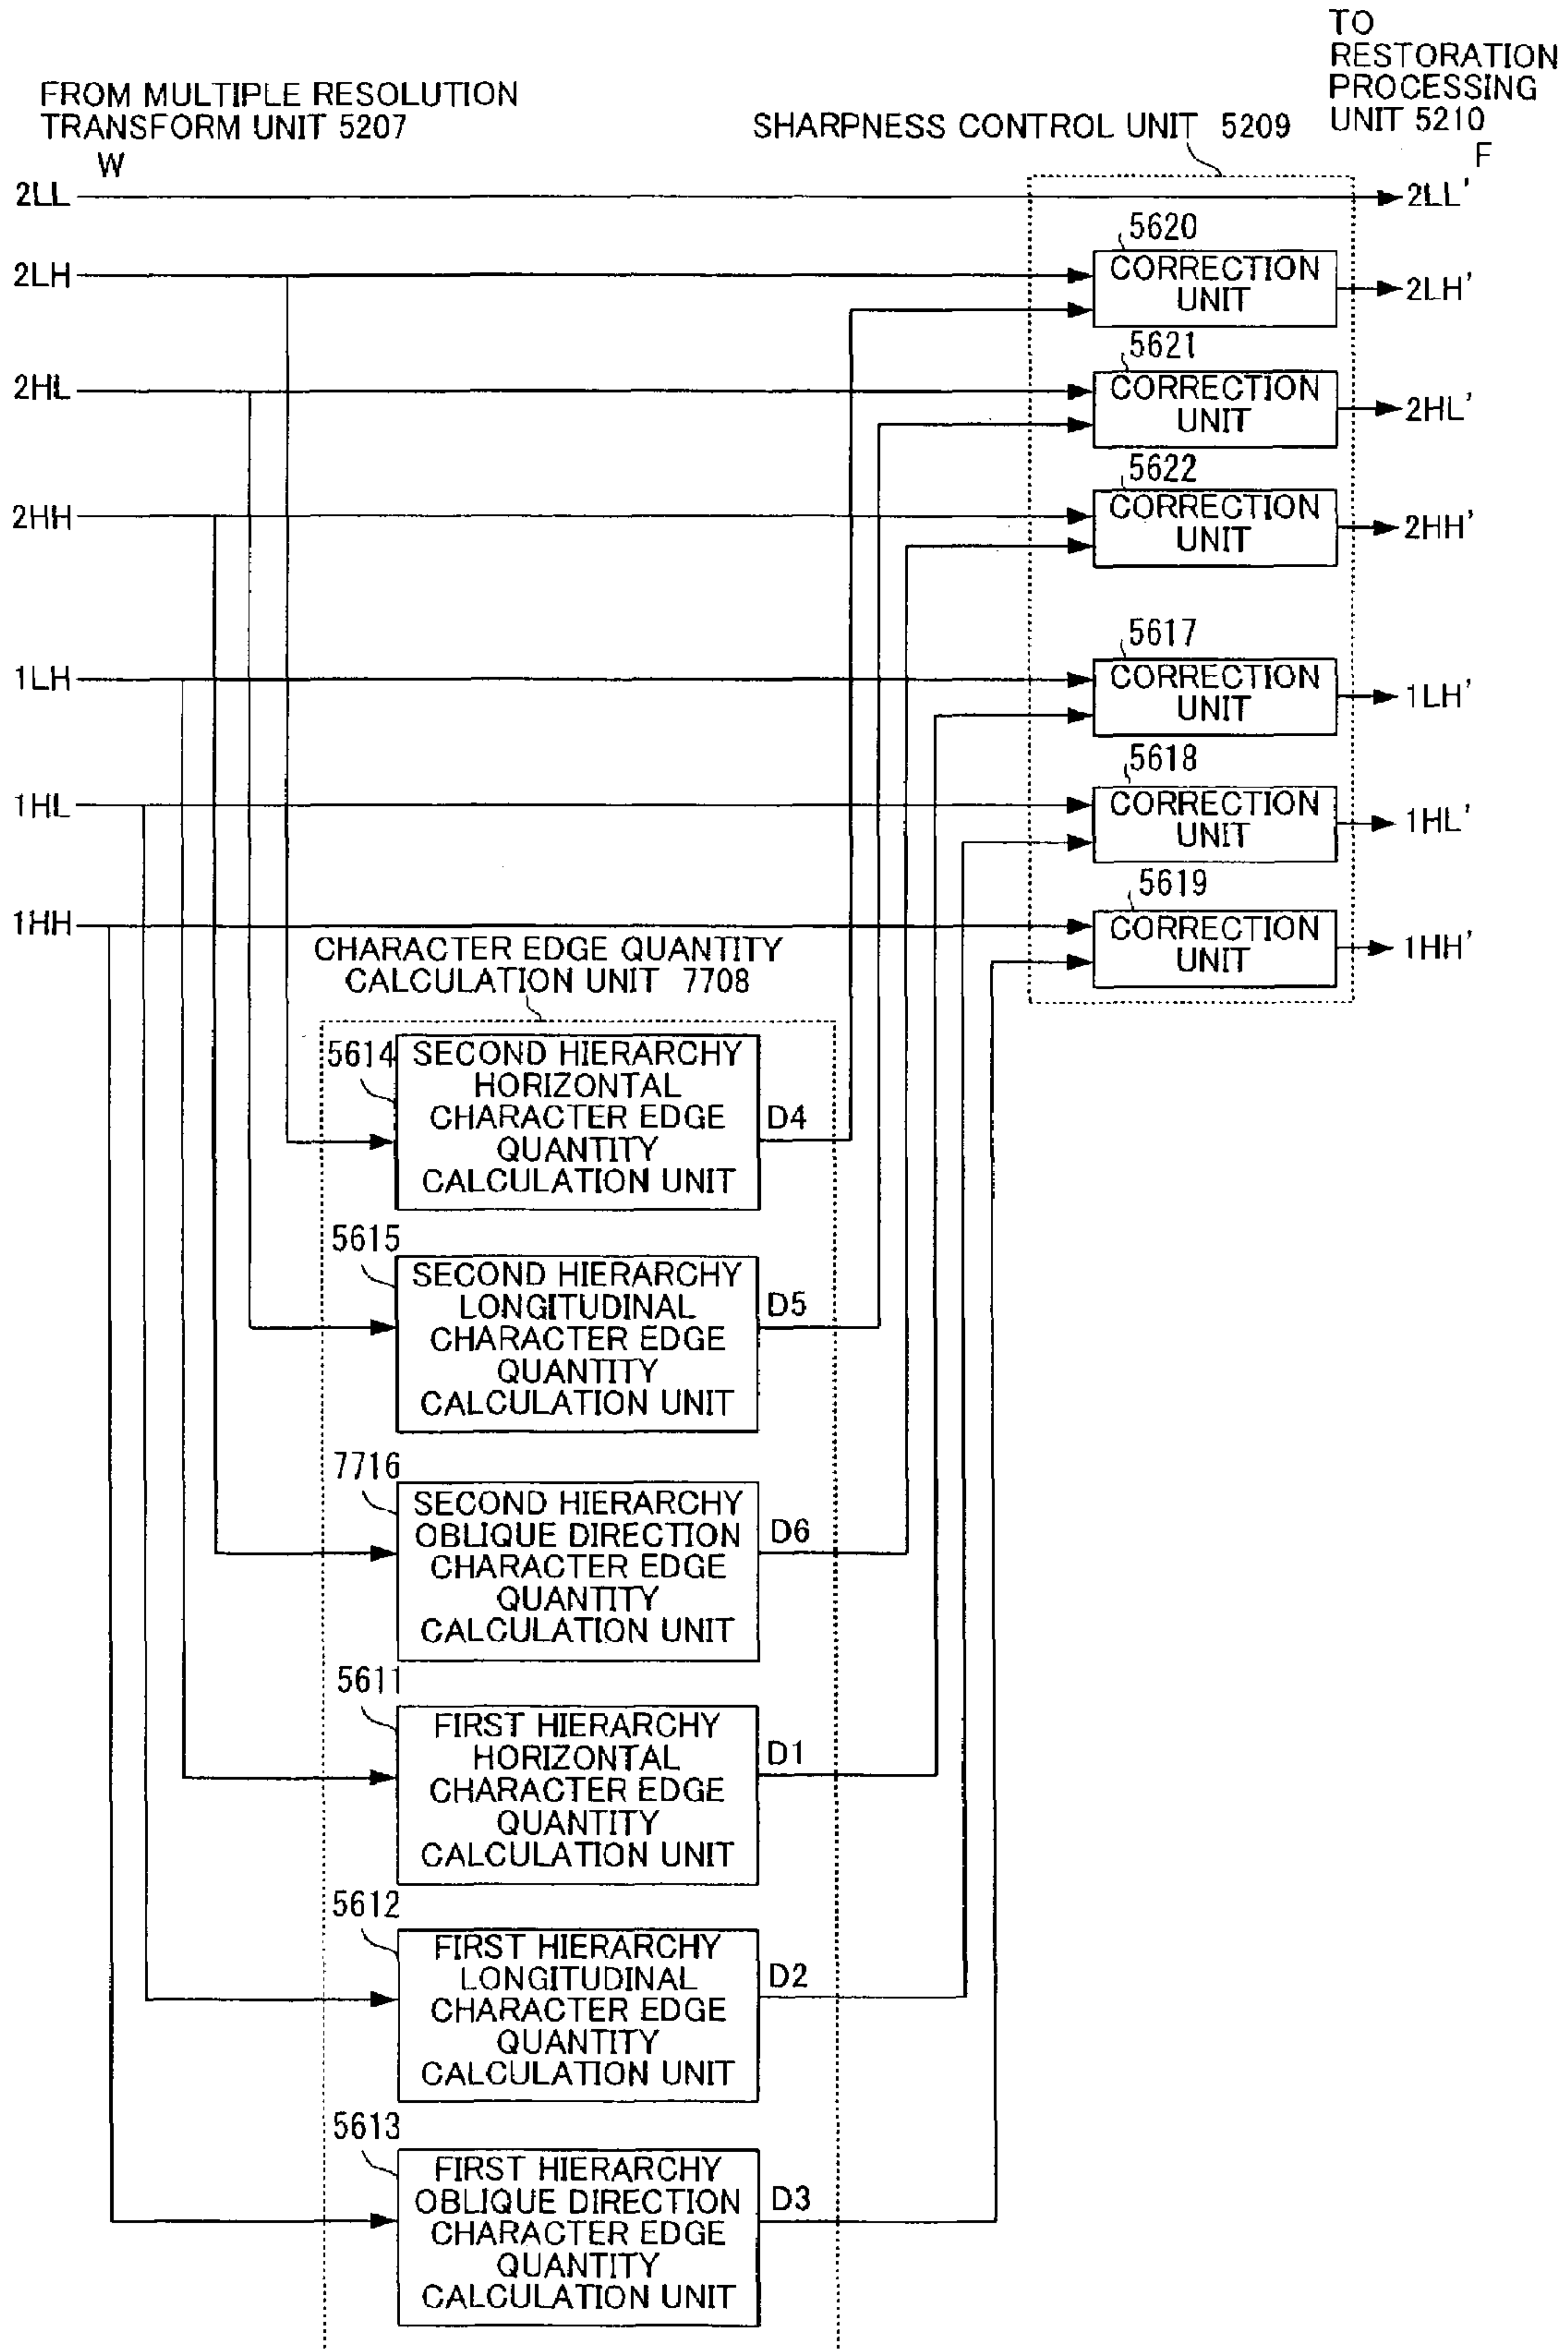 TO
RESTORATION
PROCESSING
UNIT 5210
FROM MULTIPLE RESOLUTION
TRANSFORM UNIT 5207
SHARPNESS CONTROL UNIT 5209
W
F
2LL
2LL'
5620
2LH
CORRECTION
UNIT
2LH'
5621
2HL
CORRECTION
UNIT
2HL'
5622
2HH
CORRECTION
UNIT
2HH'
5617
1LH
CORRECTION
UNIT
1LH'
5618
1HL
CORRECTION
UNIT
1HL'
5619
1HH
CORRECTION
UNIT
1HH'
CHARACTER EDGE QUANTITY
CALCULATION UNIT 7708
5614
SECOND HIERARCHY
HORIZONTAL
CHARACTER EDGE
QUANTITY
CALCULATION UNIT
D4
5615
SECOND HIERARCHY
LONGITUDINAL
CHARACTER EDGE
QUANTITY
CALCULATION UNIT
D5
7716
SECOND HIERARCHY
OBLIQUE DIRECTION
CHARACTER EDGE
QUANTITY
CALCULATION UNIT
D6
5611
FIRST HIERARCHY
HORIZONTAL
CHARACTER EDGE
QUANTITY
CALCULATION UNIT
D1
5612
FIRST HIERARCHY
LONGITUDINAL
CHARACTER EDGE
QUANTITY
CALCULATION UNIT
D2
5613
FIRST HIERARCHY
OBLIQUE DIRECTION
CHARACTER EDGE
QUANTITY
CALCULATION UNIT
D3